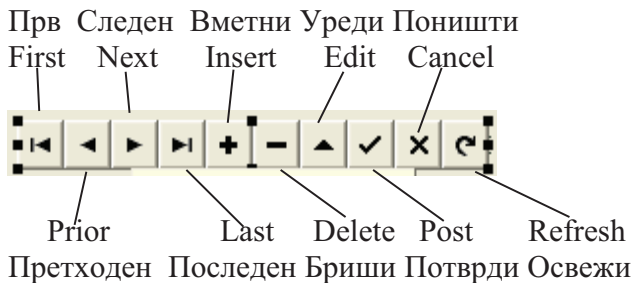 Прв Следен Вметни Уреди Поништи
First Next Insert Edit Cancel
Prior Last Delete Post Refresh
Претходен Последен Бриши Потврди Освежи